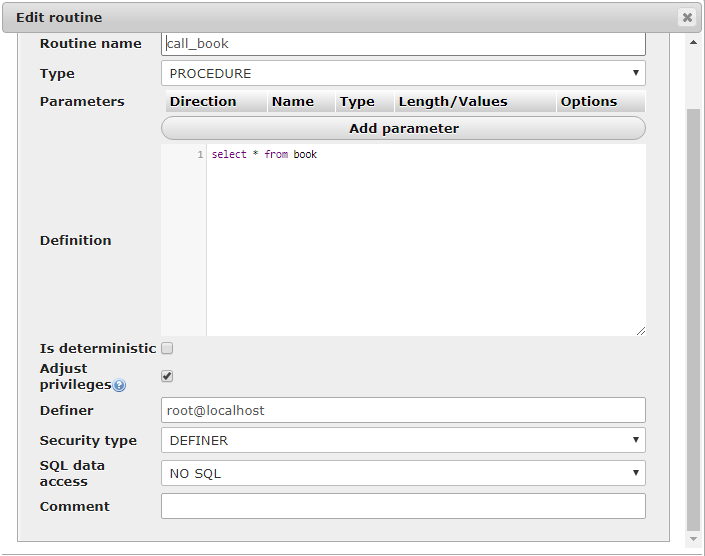 Edit routine
Routine name call_book
Type PROCEDURE
Parameters Direction Name Type Length/Values Options
Add parameter
1 select * from book
Definition
Is deterministic
Adjust
privileges
Definer root@localhost
Security type DEFINER
SQL data
access NO SQL
Comment